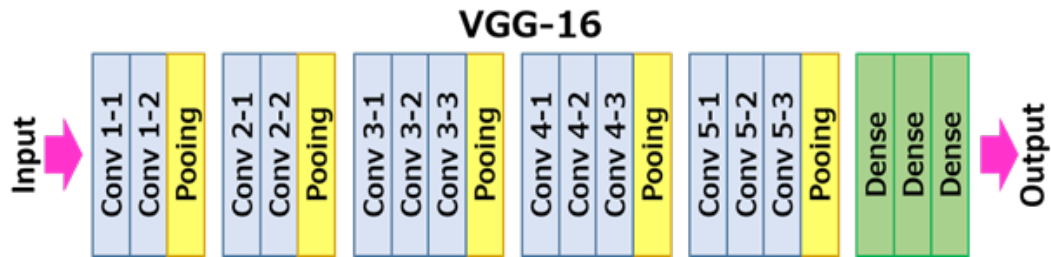 VGG-16
Input
Conv 1-1
Conv 1-2
Pooing
Conv 2-1
Conv 2-2
Pooing
Conv 3-1
Conv 3-2
Conv 3-3
Pooing
Conv 4-1
Conv 4-2
Conv 4-3
Pooing
Conv 5-1
Conv 5-2
Conv 5-3
Pooing
Dense
Dense
Dense
Output